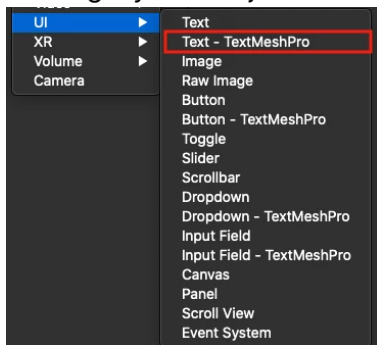 UI
XR
Volume
Camera
Text
Text - TextMeshPro
Image
Raw Image
Button
Button - TextMeshPro
Toggle
Slider
Scrollbar
Dropdown
Dropdown - TextMeshPro
Input Field
Input Field - TextMeshPro
Canvas
Panel
Scroll View
Event System